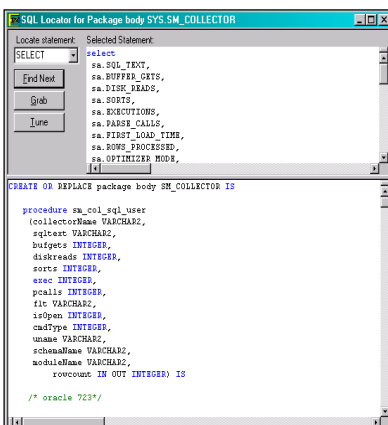 SQL Locator for Package body SYS.SM_COLLECTOR
Locate statement:
SELECT
Find Next
Grab
Tune
Selected Statement:
select
sa.SQL_TEXT,
sa.BUFFER_GETS,
sa.DISK_READS,
sa.SORTS,
sa.EXECUTIONS,
sa.PARSE_CALLS,
sa.FIRST_LOAD_TIME,
sa.ROWS_PROCESSED,
sa.OPTIMIZER_MODE,
CREATE OR REPLACE package body SM_COLLECTOR IS
procedure sm_col_sql_user
(collectorName VARCHAR2,
sqltext VARCHAR2,
bufgets INTEGER,
diskreads INTEGER,
sorts INTEGER,
exec INTEGER,
pcalls INTEGER,
flt VARCHAR2,
isOpen INTEGER,
cmdType INTEGER,
uname VARCHAR2,
schemaName VARCHAR2,
moduleName VARCHAR2,
rowcount IN OUT INTEGER) IS
/* oracle 723*/